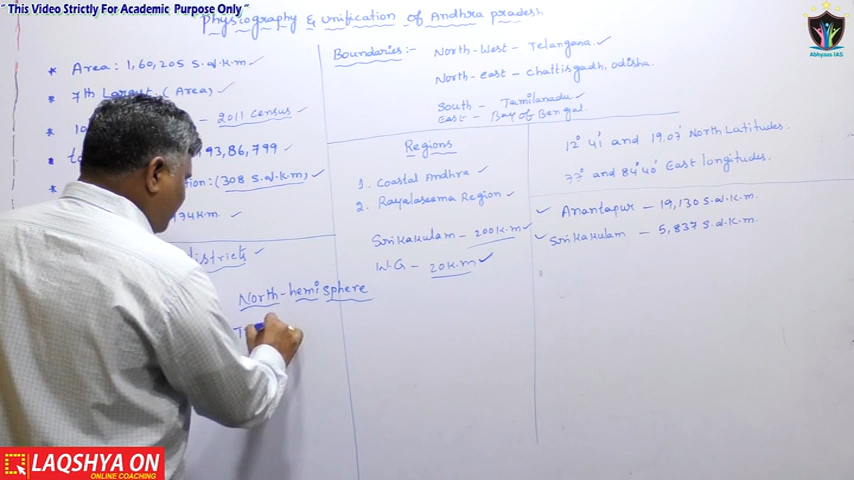 " This Video Strictly For Academic Purpose Only "
Physiography & unification of Andhra pradesh
Abhyaas IAS
* Area: 1,60,205 S.q.K.m
* 7th Largest (Area)
- 2011 Census
93,86,799
(308 S.q.K.m)
974Km
districts
North-hemisphere
Boundaries:-
North-West - Telangana
North-East - chattisgadh, odisha.
South - Tamilanadu
East - Bay of Bengal.
Regions
1. Coastal Andhra
2. Rayalaseema Region
Srikakulam - 200K.m
W.G - 20K.m
12° 41' and 19.07' North Latitudes.
77° and 84° 40' East longitudes.
Anantapur - 19,130 S.q.K.m.
Srikakulam - 5,837 S.q.K.m.
LAQSHYA ON
ONLINE COACHING